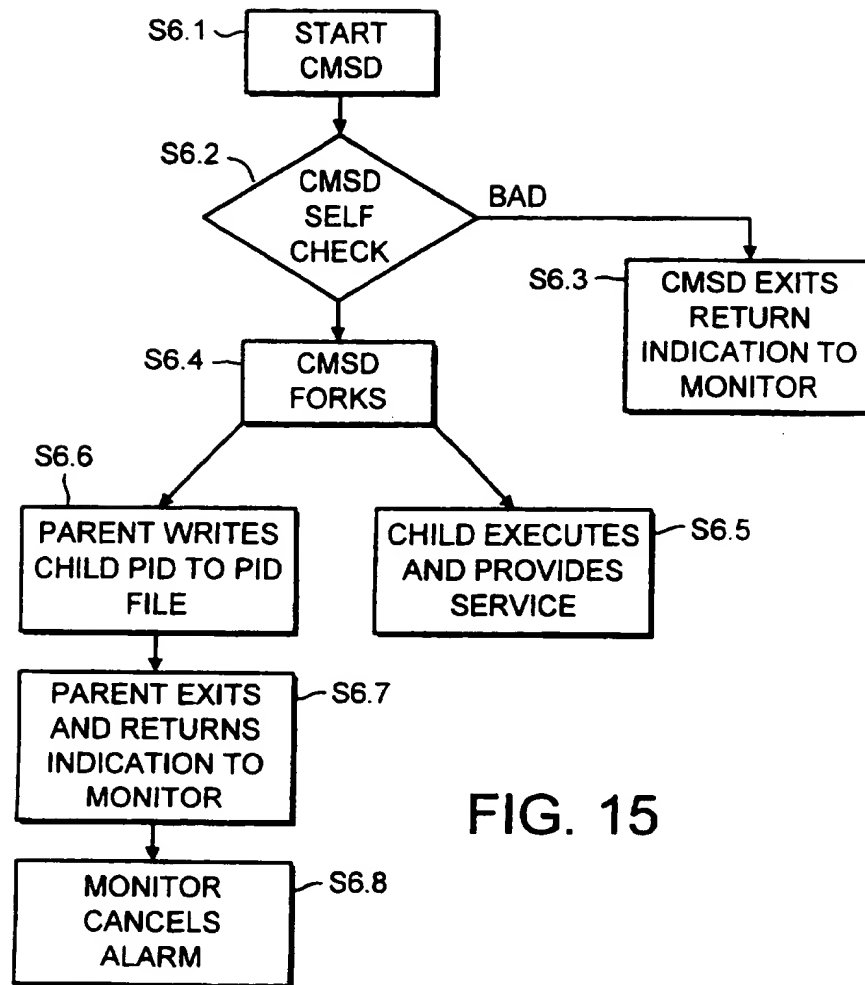 S6.1
START
CMSD
S6.2
CMSD
SELF
CHECK
BAD
S6.3
CMSD EXITS
RETURN
INDICATION TO
MONITOR
S6.4
CMSD
FORKS
S6.6
PARENT WRITES
CHILD PID TO PID
FILE
CHILD EXECUTES
AND PROVIDES
SERVICE
S6.5
PARENT EXITS
AND RETURNS
INDICATION TO
MONITOR
S6.7
MONITOR
CANCELS
ALARM
S6.8
FIG. 15